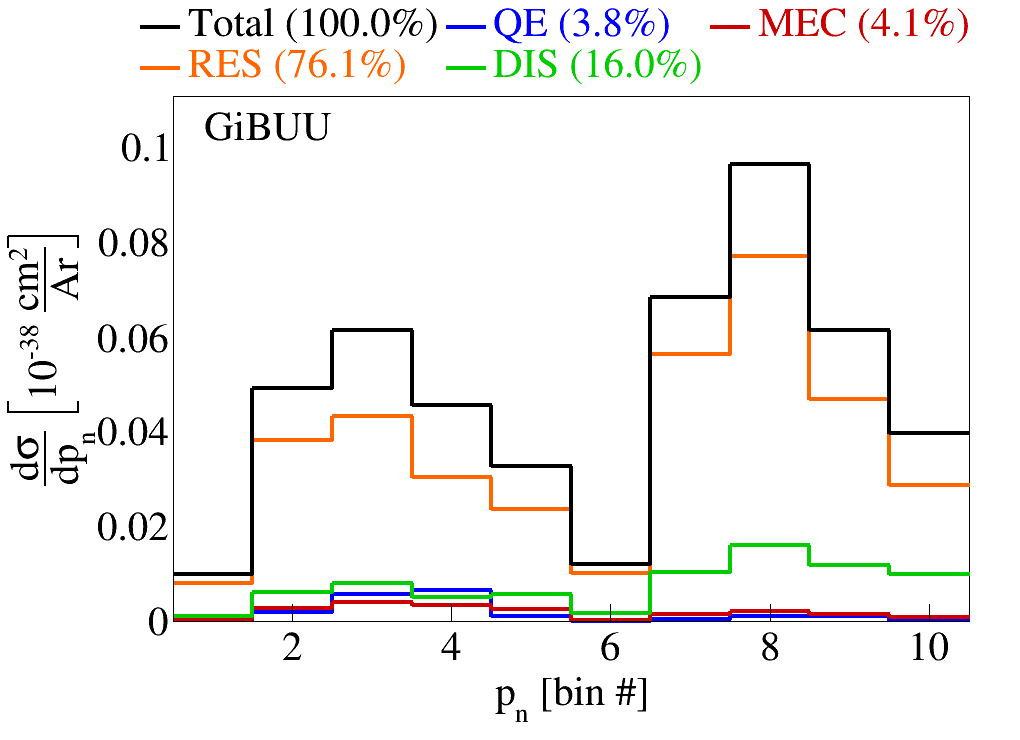 Total (100.0%) QE (3.8%) MEC (4.1%)
RES (76.1%) DIS (16.0%)
GiBUU
0.1
0.08
0.06
0.04
0.02
0
2 4 6 8 10
p_n [bin #]
dσ/dp_n [10^-38 cm^2/Ar]